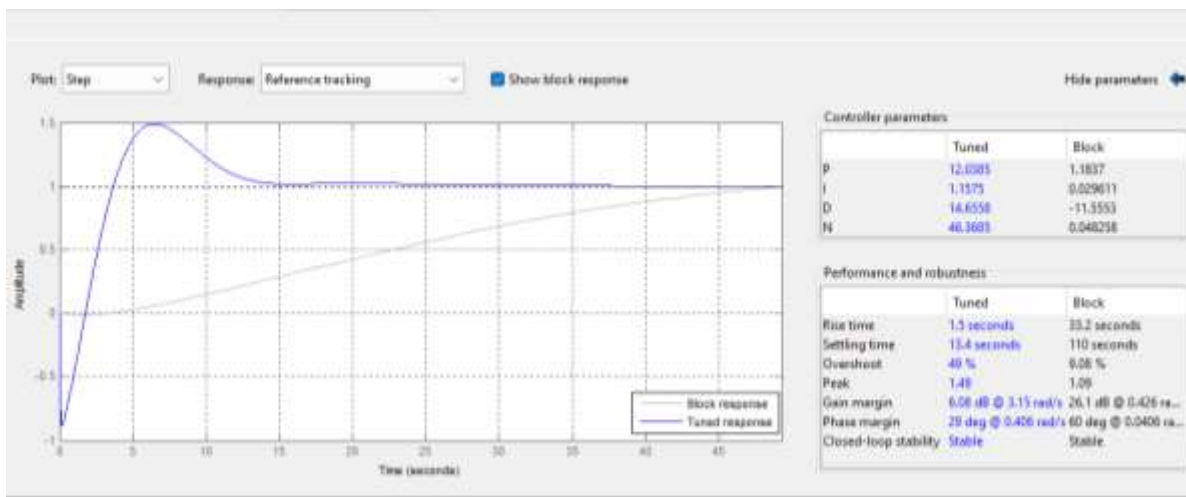 Plot: Step Response: Reference tracking Show block response Hide parameters
1.5
1
0.5
0
-0.5
-1
Amplitude
0 5 10 15 20 25 30 35 40 45
Time (seconds)
Block response
Tuned response
Controller parameters
Tuned Block
P 12.0385 1.1837
I 1.1575 0.029611
D 14.6558 -11.5553
N 46.3685 0.048258
Performance and robustness
Tuned Block
Rise time 1.5 seconds 33.2 seconds
Settling time 13.4 seconds 110 seconds
Overshoot 49 % %
Peak 1.49 1.09
Gain margin 6.08 dB @ 3.15 rad/s 26.1 dB @ 0.426 ra...
Phase margin 29 deg @ 0.406 rad/s 60 deg @ 0.0406 ra...
Closed-loop stability Stable Stable